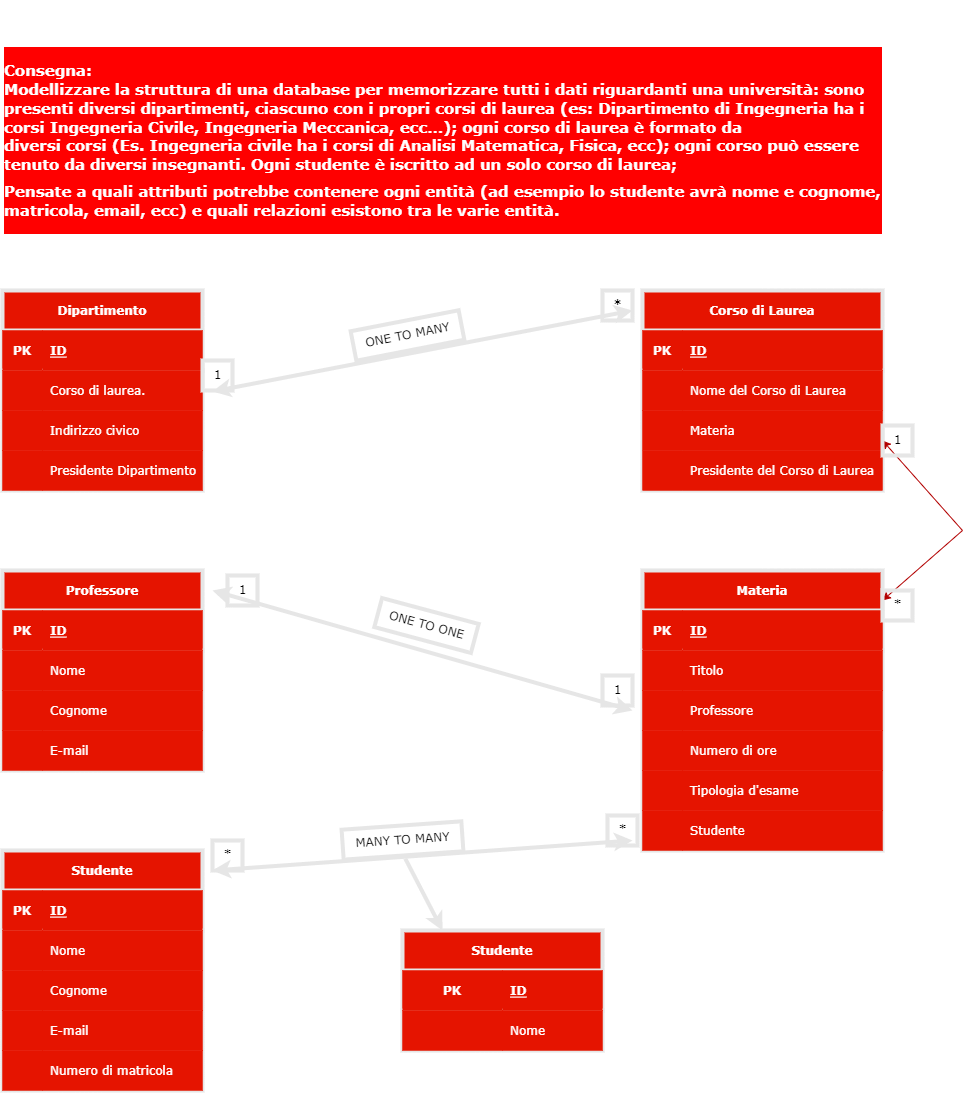 Consegna:
Modellizzare la struttura di una database per memorizzare tutti i dati riguardanti una università: sono
presenti diversi dipartimenti, ciascuno con i propri corsi di laurea (es: Dipartimento di Ingegneria ha i
corsi Ingegneria Civile, Ingegneria Meccanica, ecc...); ogni corso di laurea è formato da
diversi corsi (Es. Ingegneria civile ha i corsi di Analisi Matematica, Fisica, ecc); ogni corso può essere
tenuto da diversi insegnanti. Ogni studente è iscritto ad un solo corso di laurea;
Pensate a quali attributi potrebbe contenere ogni entità (ad esempio lo studente avrà nome e cognome,
matricola, email, ecc) e quali relazioni esistono tra le varie entità.
Dipartimento
PK ID
Corso di laurea.
Indirizzo civico
Presidente Dipartimento
1
ONE TO MANY
*
Corso di Laurea
PK ID
Nome del Corso di Laurea
Materia
Presidente del Corso di Laurea
1
Professore
PK ID
Nome
Cognome
E-mail
1
ONE TO ONE
1
Materia
PK ID
Titolo
Professore
Numero di ore
Tipologia d'esame
Studente
*
Studente
PK ID
Nome
Cognome
E-mail
Numero di matricola
*
MANY TO MANY
*
Studente
PK ID
Nome